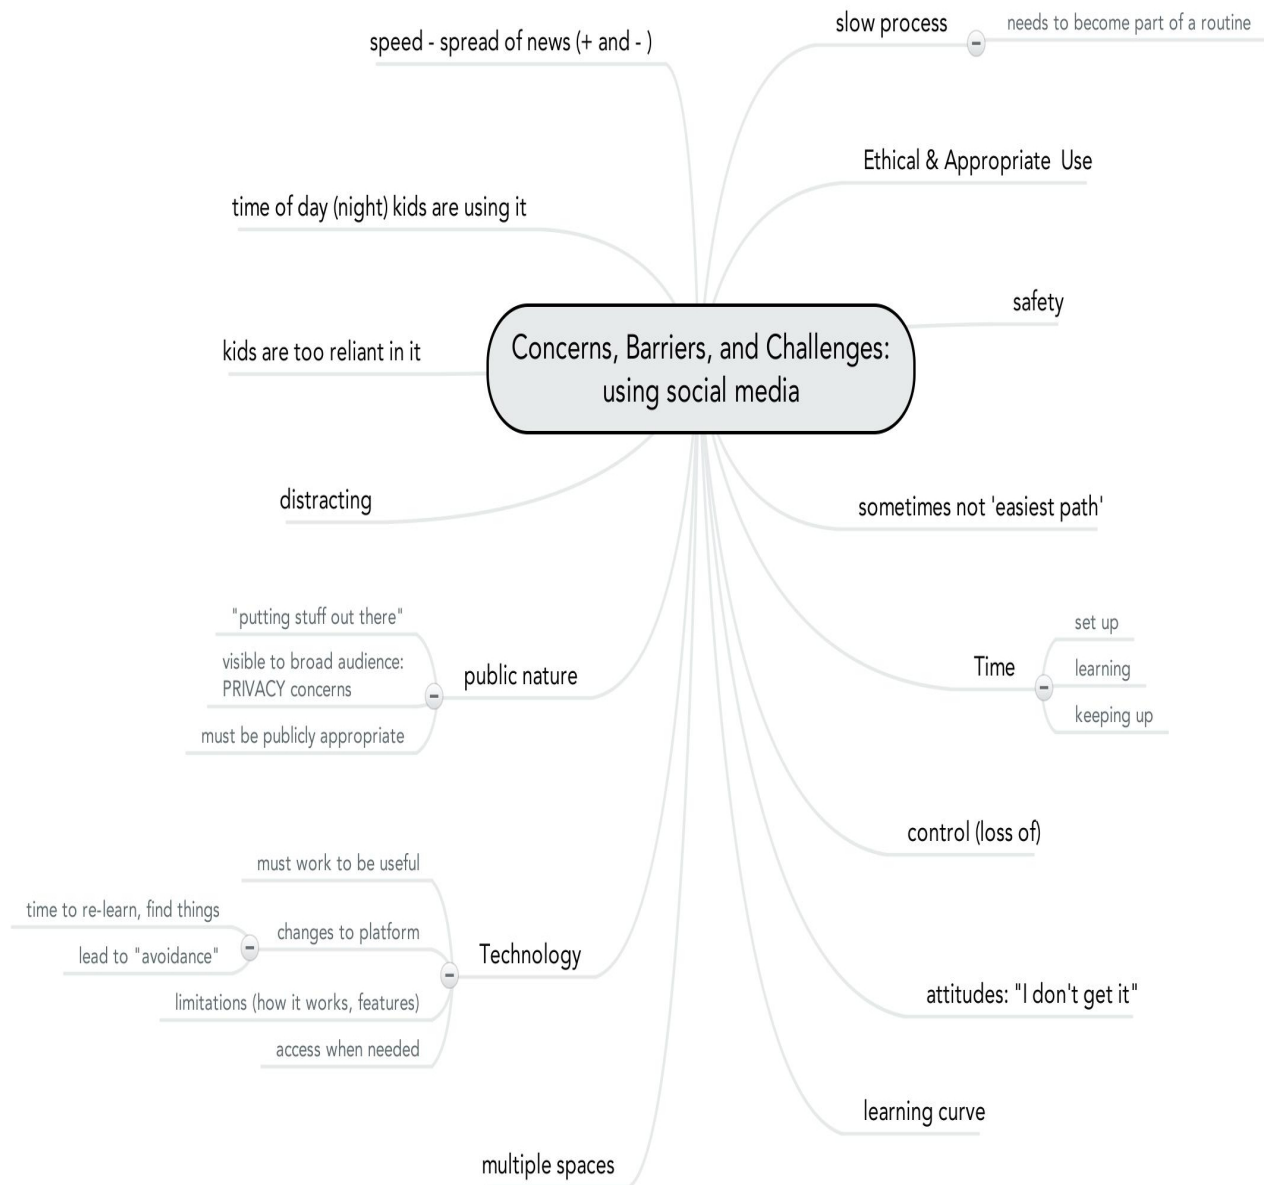 Concerns, Barriers, and Challenges:
using social media
slow process
needs to become part of a routine
Ethical & Appropriate Use
safety
sometimes not 'easiest path'
Time
set up
learning
keeping up
control (loss of)
attitudes: "I don't get it"
learning curve
speed - spread of news (+ and - )
time of day (night) kids are using it
kids are too reliant in it
distracting
public nature
"putting stuff out there"
visible to broad audience:
PRIVACY concerns
must be publicly appropriate
Technology
must work to be useful
changes to platform
time to re-learn, find things
lead to "avoidance"
limitations (how it works, features)
access when needed
multiple spaces